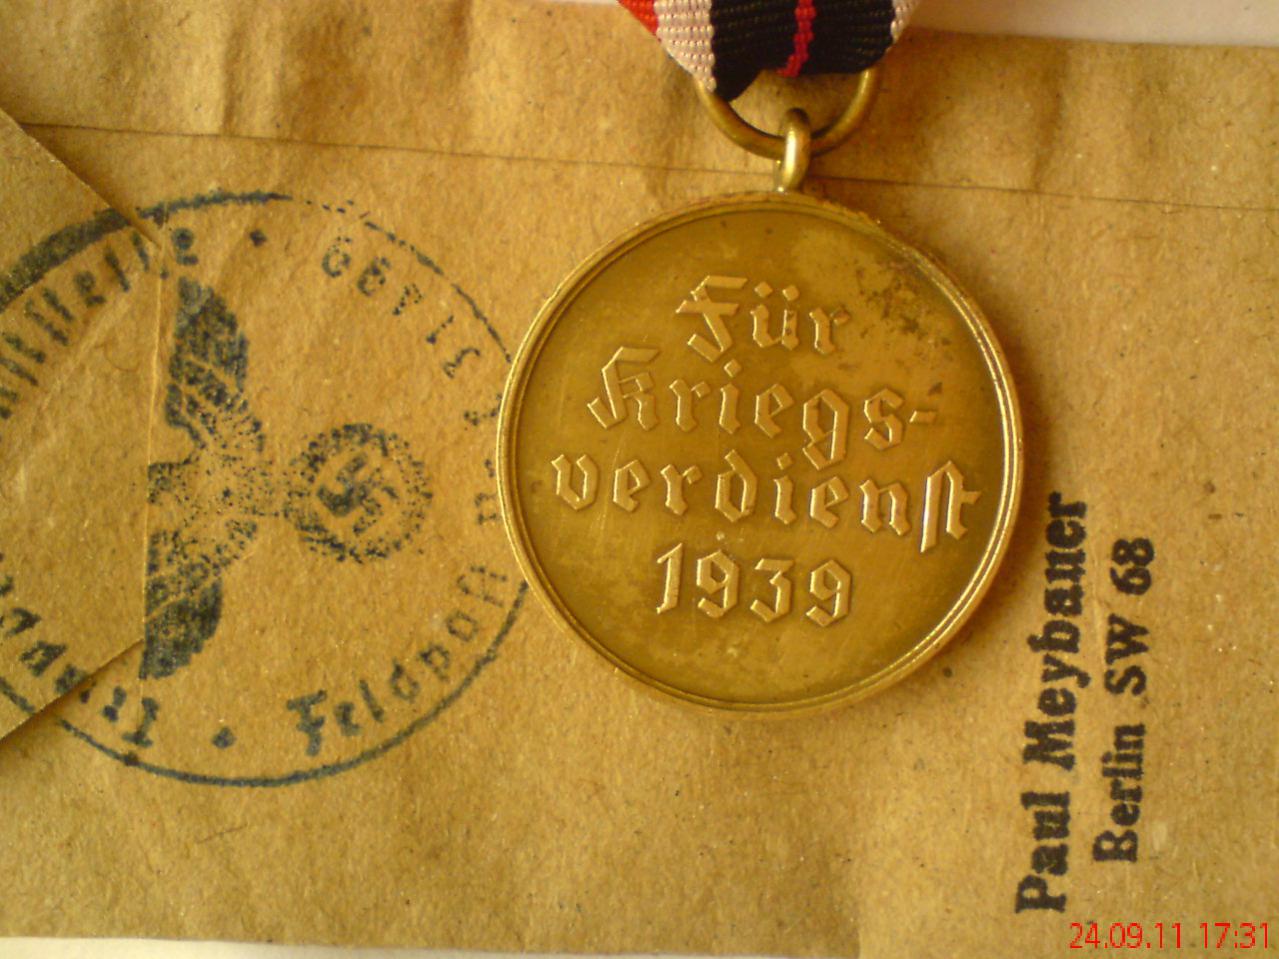 Für
Kriegs-
verdienst
1939
Feldpost
Paul Meybauer
Berlin SW 68
24.09.11 17:31